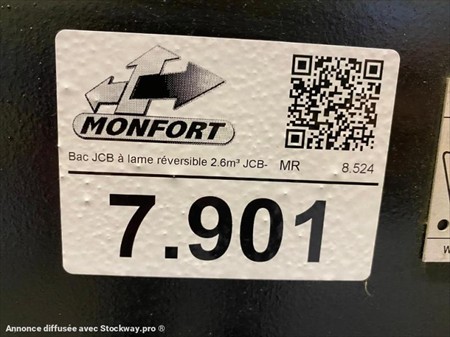 MONFORT
Bac JCB à lame réversible 2.6m³ JCB- MR 8.524
7.901
Annonce diffusée avec Stockway.pro ®